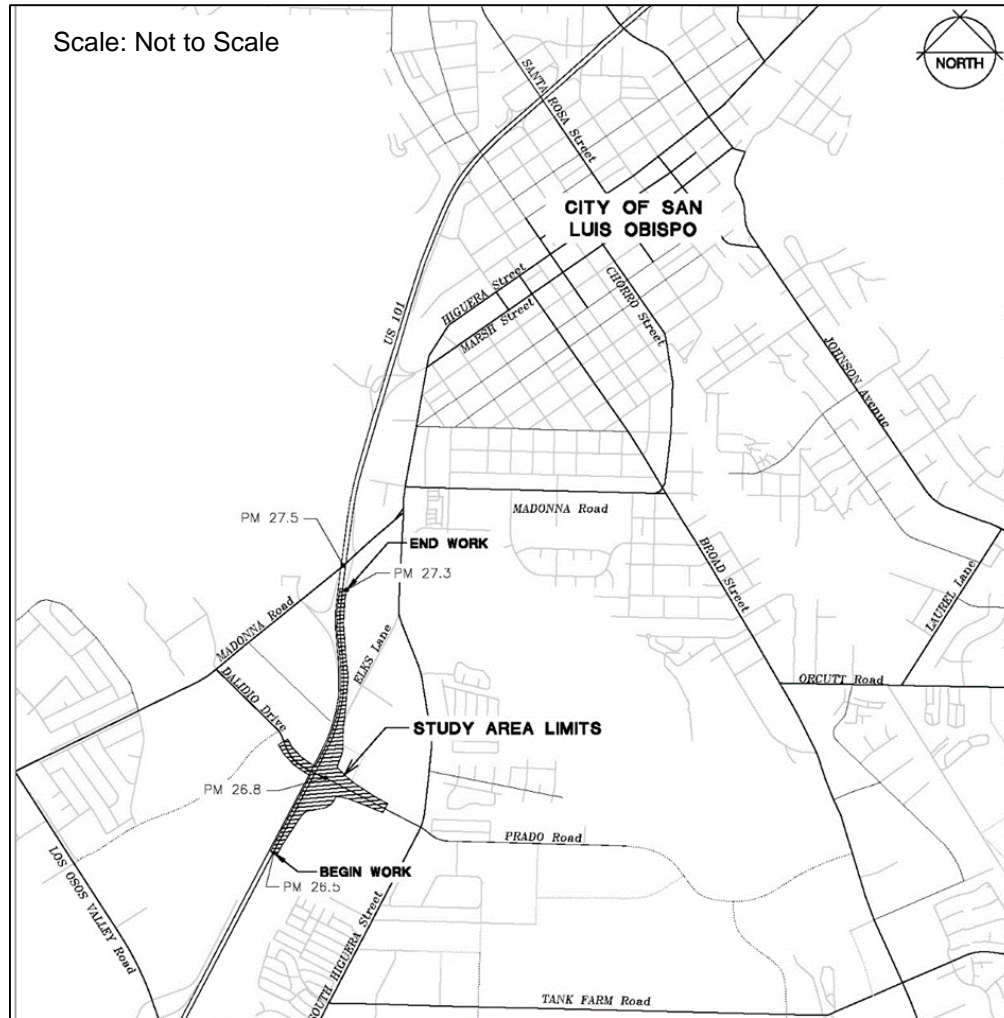 Scale: Not to Scale
NORTH
SANTA ROSA Street
CITY OF SAN
LUIS OBISPO
HIGUERA Street
MARSH Street
CHORRO Street
US 101
JOHNSON Avenue
PM 27.5
MADONNA Road
END WORK
PM 27.3
BROAD Street
LAUREL Lane
MADONNA Road
ELKS Lane
ORCUTT Road
DALIDIO Drive
STUDY AREA LIMITS
PM 26.8
PRADO Road
BEGIN WORK
PM 26.5
LOS OSOS VALLEY Road
SOUTH HIGUERA Street
TANK FARM Road